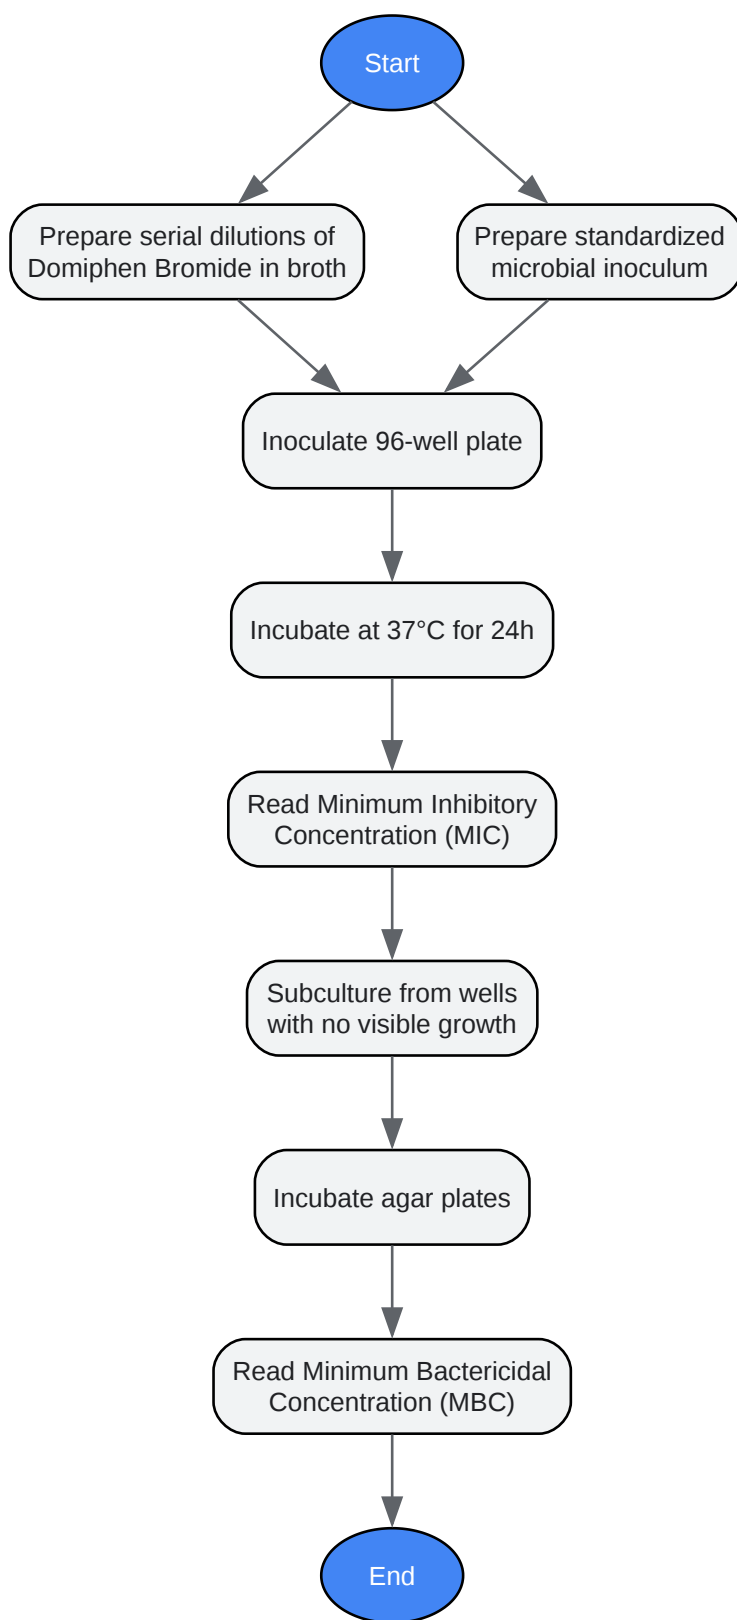 Start
Prepare serial dilutions of
Domiphen Bromide in broth
Prepare standardized
microbial inoculum
Inoculate 96-well plate
Incubate at 37°C for 24h
Read Minimum Inhibitory
Concentration (MIC)
Subculture from wells
with no visible growth
Incubate agar plates
Read Minimum Bactericidal
Concentration (MBC)
End